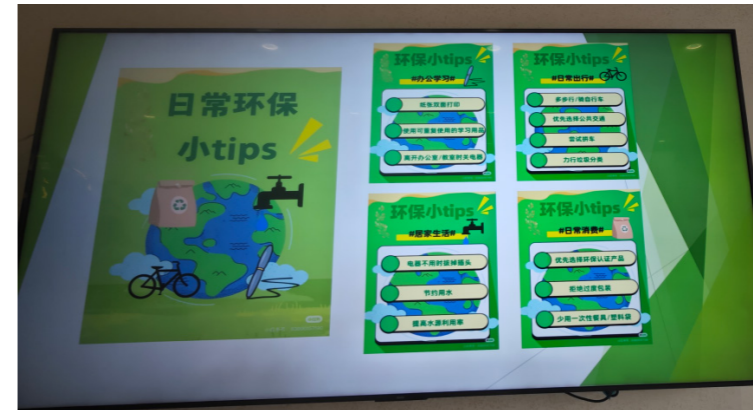 日常环保
小tips
环保小tips
#办公学习#
纸张双面打印
使用可重复使用的学习用品
离开办公室/教室时关电器
环保小tips
#日常出行#
多步行/骑自行车
优先选择公共交通
尝试拼车
力行垃圾分类
环保小tips
#居家生活#
电器不用时拔掉插头
节约用水
提高水源利用率
环保小tips
#日常消费#
优先选择环保认证产品
拒绝过度包装
少用一次性餐具/塑料袋